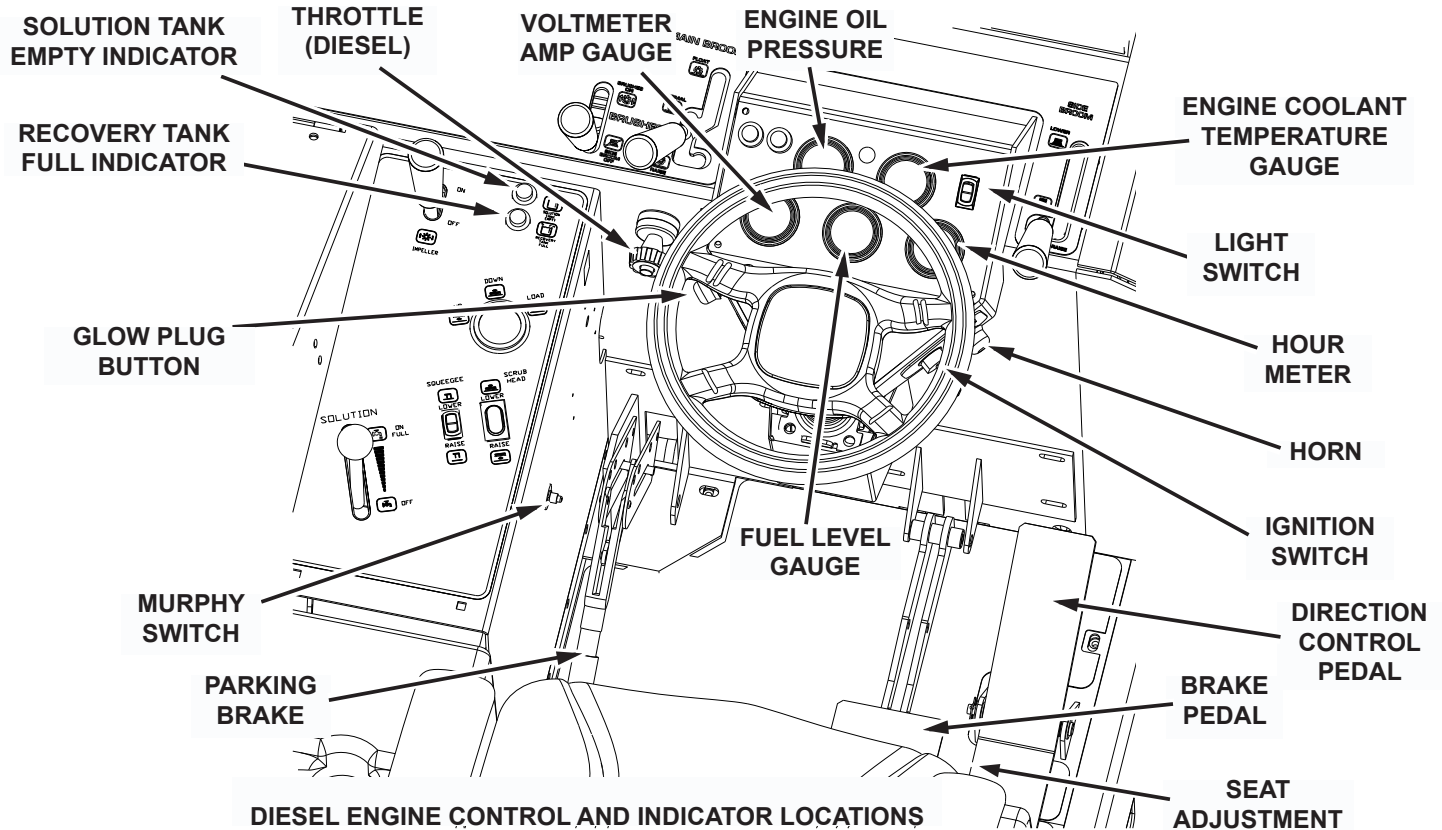 SOLUTION TANK
EMPTY INDICATOR
THROTTLE
(DIESEL)
VOLTMETER
AMP GAUGE
ENGINE OIL
PRESSURE
ENGINE COOLANT
TEMPERATURE
GAUGE
RECOVERY TANK
FULL INDICATOR
LIGHT
SWITCH
GLOW PLUG
BUTTON
HOUR
METER
HORN
IGNITION
SWITCH
FUEL LEVEL
GAUGE
MURPHY
SWITCH
DIRECTION
CONTROL
PEDAL
PARKING
BRAKE
BRAKE
PEDAL
SEAT
ADJUSTMENT
BROOM
FLOAT
SIDE
BROOM
LOWER
ON
OFF
IMPELLER
DOWN
LOAD
SQUEEGEE
LOWER
RAISE
SCRUB
HEAD
LOWER
RAISE
SOLUTION
ON
FULL
OFF
DIESEL ENGINE CONTROL AND INDICATOR LOCATIONS